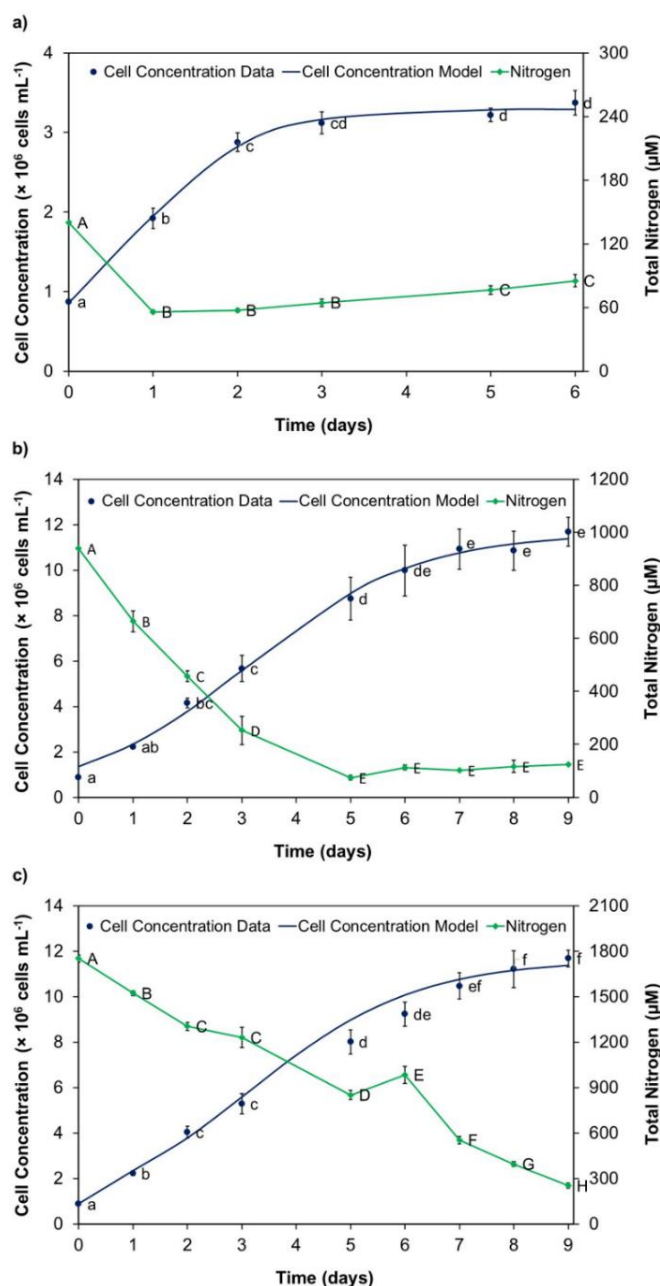 a)
Cell Concentration Data Cell Concentration Model Nitrogen
Cell Concentration (× 10⁶ cells mL⁻¹)
4
3
2
1
0
300
240
180
120
60
0
Total Nitrogen (µM)
A
a
b
B
c
B
cd
B
d
C
d
C
0 1 2 3 4 5 6
Time (days)
b)
Cell Concentration Data Cell Concentration Model Nitrogen
Cell Concentration (× 10⁶ cells mL⁻¹)
14
12
10
8
6
4
2
0
1200
1000
800
600
400
200
0
Total Nitrogen (µM)
A
a
B
ab
C
bc
c
D
d
E
de
E
e
E
e
E
e
E
0 1 2 3 4 5 6 7 8 9
Time (days)
c)
Cell Concentration Data Cell Concentration Model Nitrogen
Cell Concentration (× 10⁶ cells mL⁻¹)
14
12
10
8
6
4
2
0
2100
1800
1500
1200
900
600
300
0
Total Nitrogen (µM)
A
a
B
b
C
c
C
c
d
D
de
E
ef
F
f
G
f
H
0 1 2 3 4 5 6 7 8 9
Time (days)